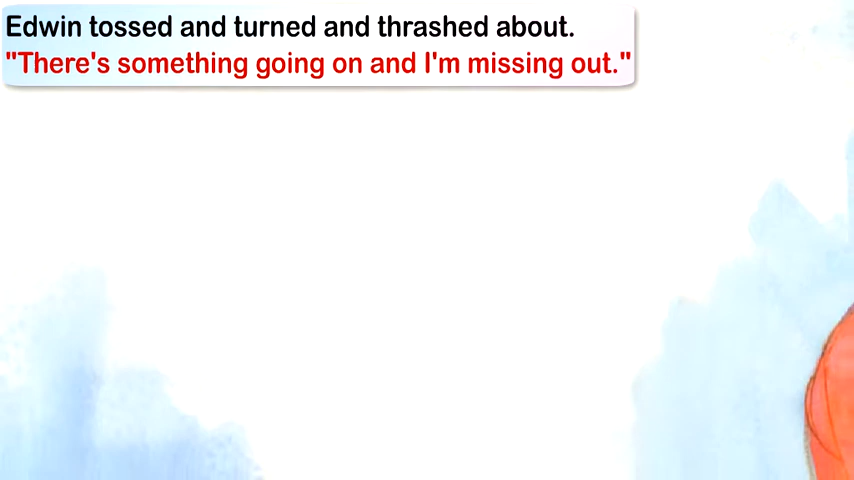 Edwin tossed and turned and thrashed about.
"There's something going on and I'm missing out."